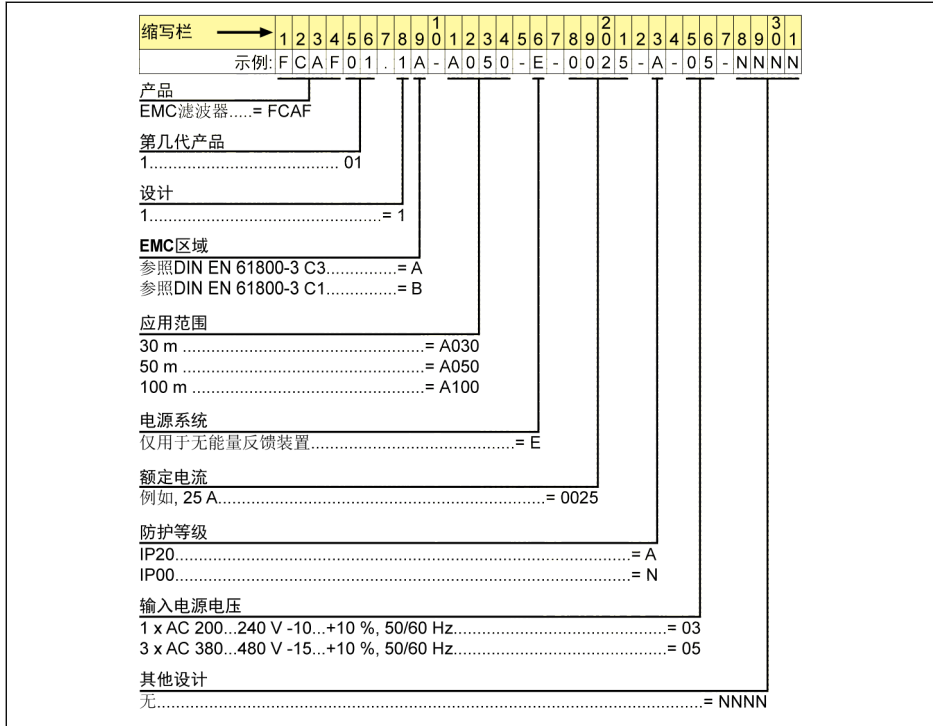 缩写栏 1 2 3 4 5 6 7 8 9 10 1 2 3 4 5 6 7 8 9 20 1 2 3 4 5 6 7 8 9 30 1
示例: F C A F 0 1 . 1 A - A 0 5 0 - E - 0 0 2 5 - A - 0 5 - N N N N
产品
EMC滤波器.....= FCAF
第几代产品
1................................... 01
设计
1...........................................= 1
EMC区域
参照DIN EN 61800-3 C3...............= A
参照DIN EN 61800-3 C1...............= B
应用范围
30 m ............................................= A030
50 m ............................................= A050
100 m ..........................................= A100
电源系统
仅用于无能量反馈装置......................................= E
额定电流
例如, 25 A.............................................................= 0025
防护等级
IP20......................................................................................= A
IP00......................................................................................= N
输入电源电压
1 x AC 200...240 V -10...+10 %, 50/60 Hz........................................= 03
3 x AC 380...480 V -15...+10 %, 50/60 Hz........................................= 05
其他设计
无........................................................................................................= NNNN